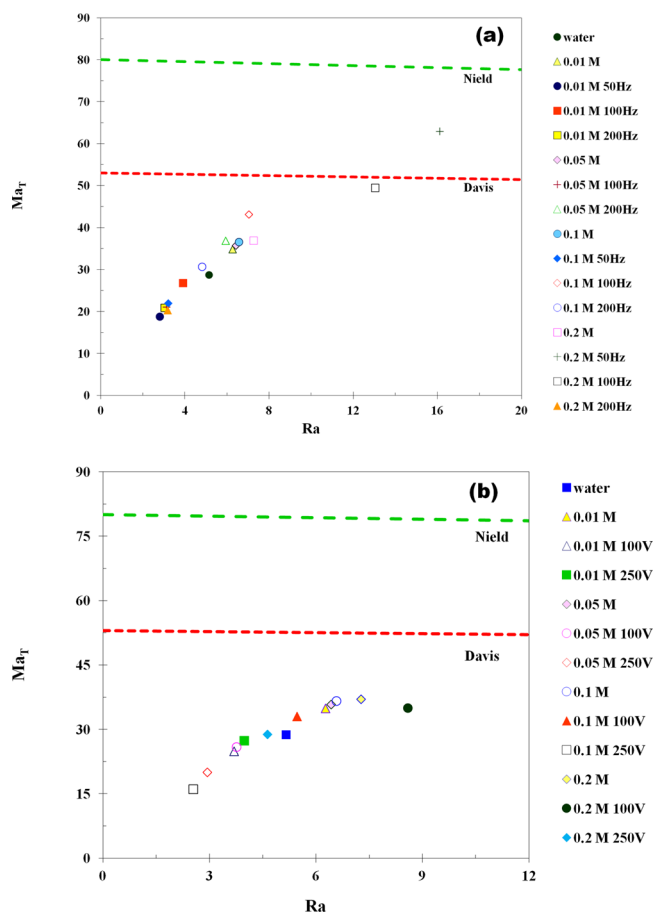 (a)
90
80
70
60
50
40
30
20
10
0
Ma_T
Nield
Davis
0
4
8
12
16
20
Ra
water
0.01 M
0.01 M 50Hz
0.01 M 100Hz
0.01 M 200Hz
0.05 M
0.05 M 100Hz
0.05 M 200Hz
0.1 M
0.1 M 50Hz
0.1 M 100Hz
0.1 M 200Hz
0.2 M
0.2 M 50Hz
0.2 M 100Hz
0.2 M 200Hz
(b)
90
75
60
45
30
15
0
Ma_T
Nield
Davis
0
3
6
9
12
Ra
water
0.01 M
0.01 M 100V
0.01 M 250V
0.05 M
0.05 M 100V
0.05 M 250V
0.1 M
0.1 M 100V
0.1 M 250V
0.2 M
0.2 M 100V
0.2 M 250V